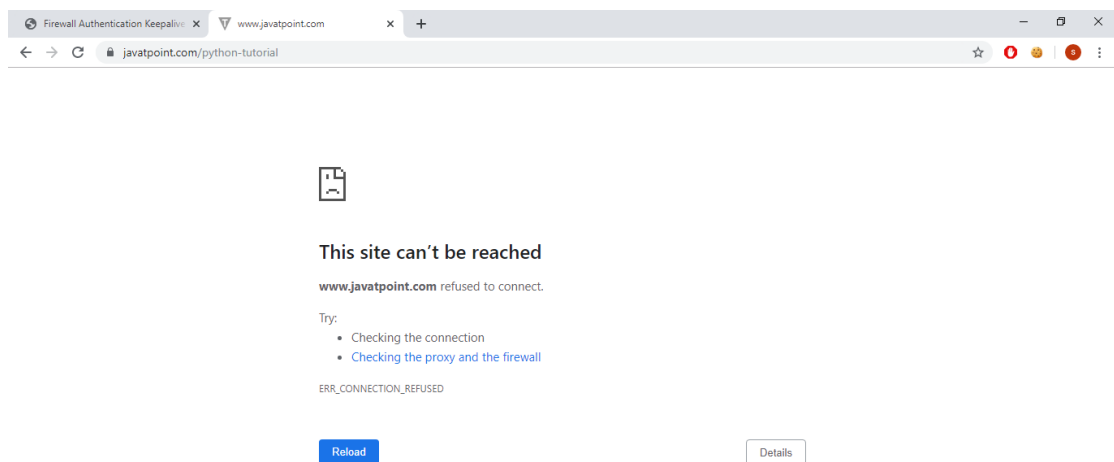 Firewall Authentication Keepalive
www.javatpoint.com
javatpoint.com/python-tutorial
s
This site can't be reached
www.javatpoint.com refused to connect.
Try:
Checking the connection
Checking the proxy and the firewall
ERR_CONNECTION_REFUSED
Reload Details